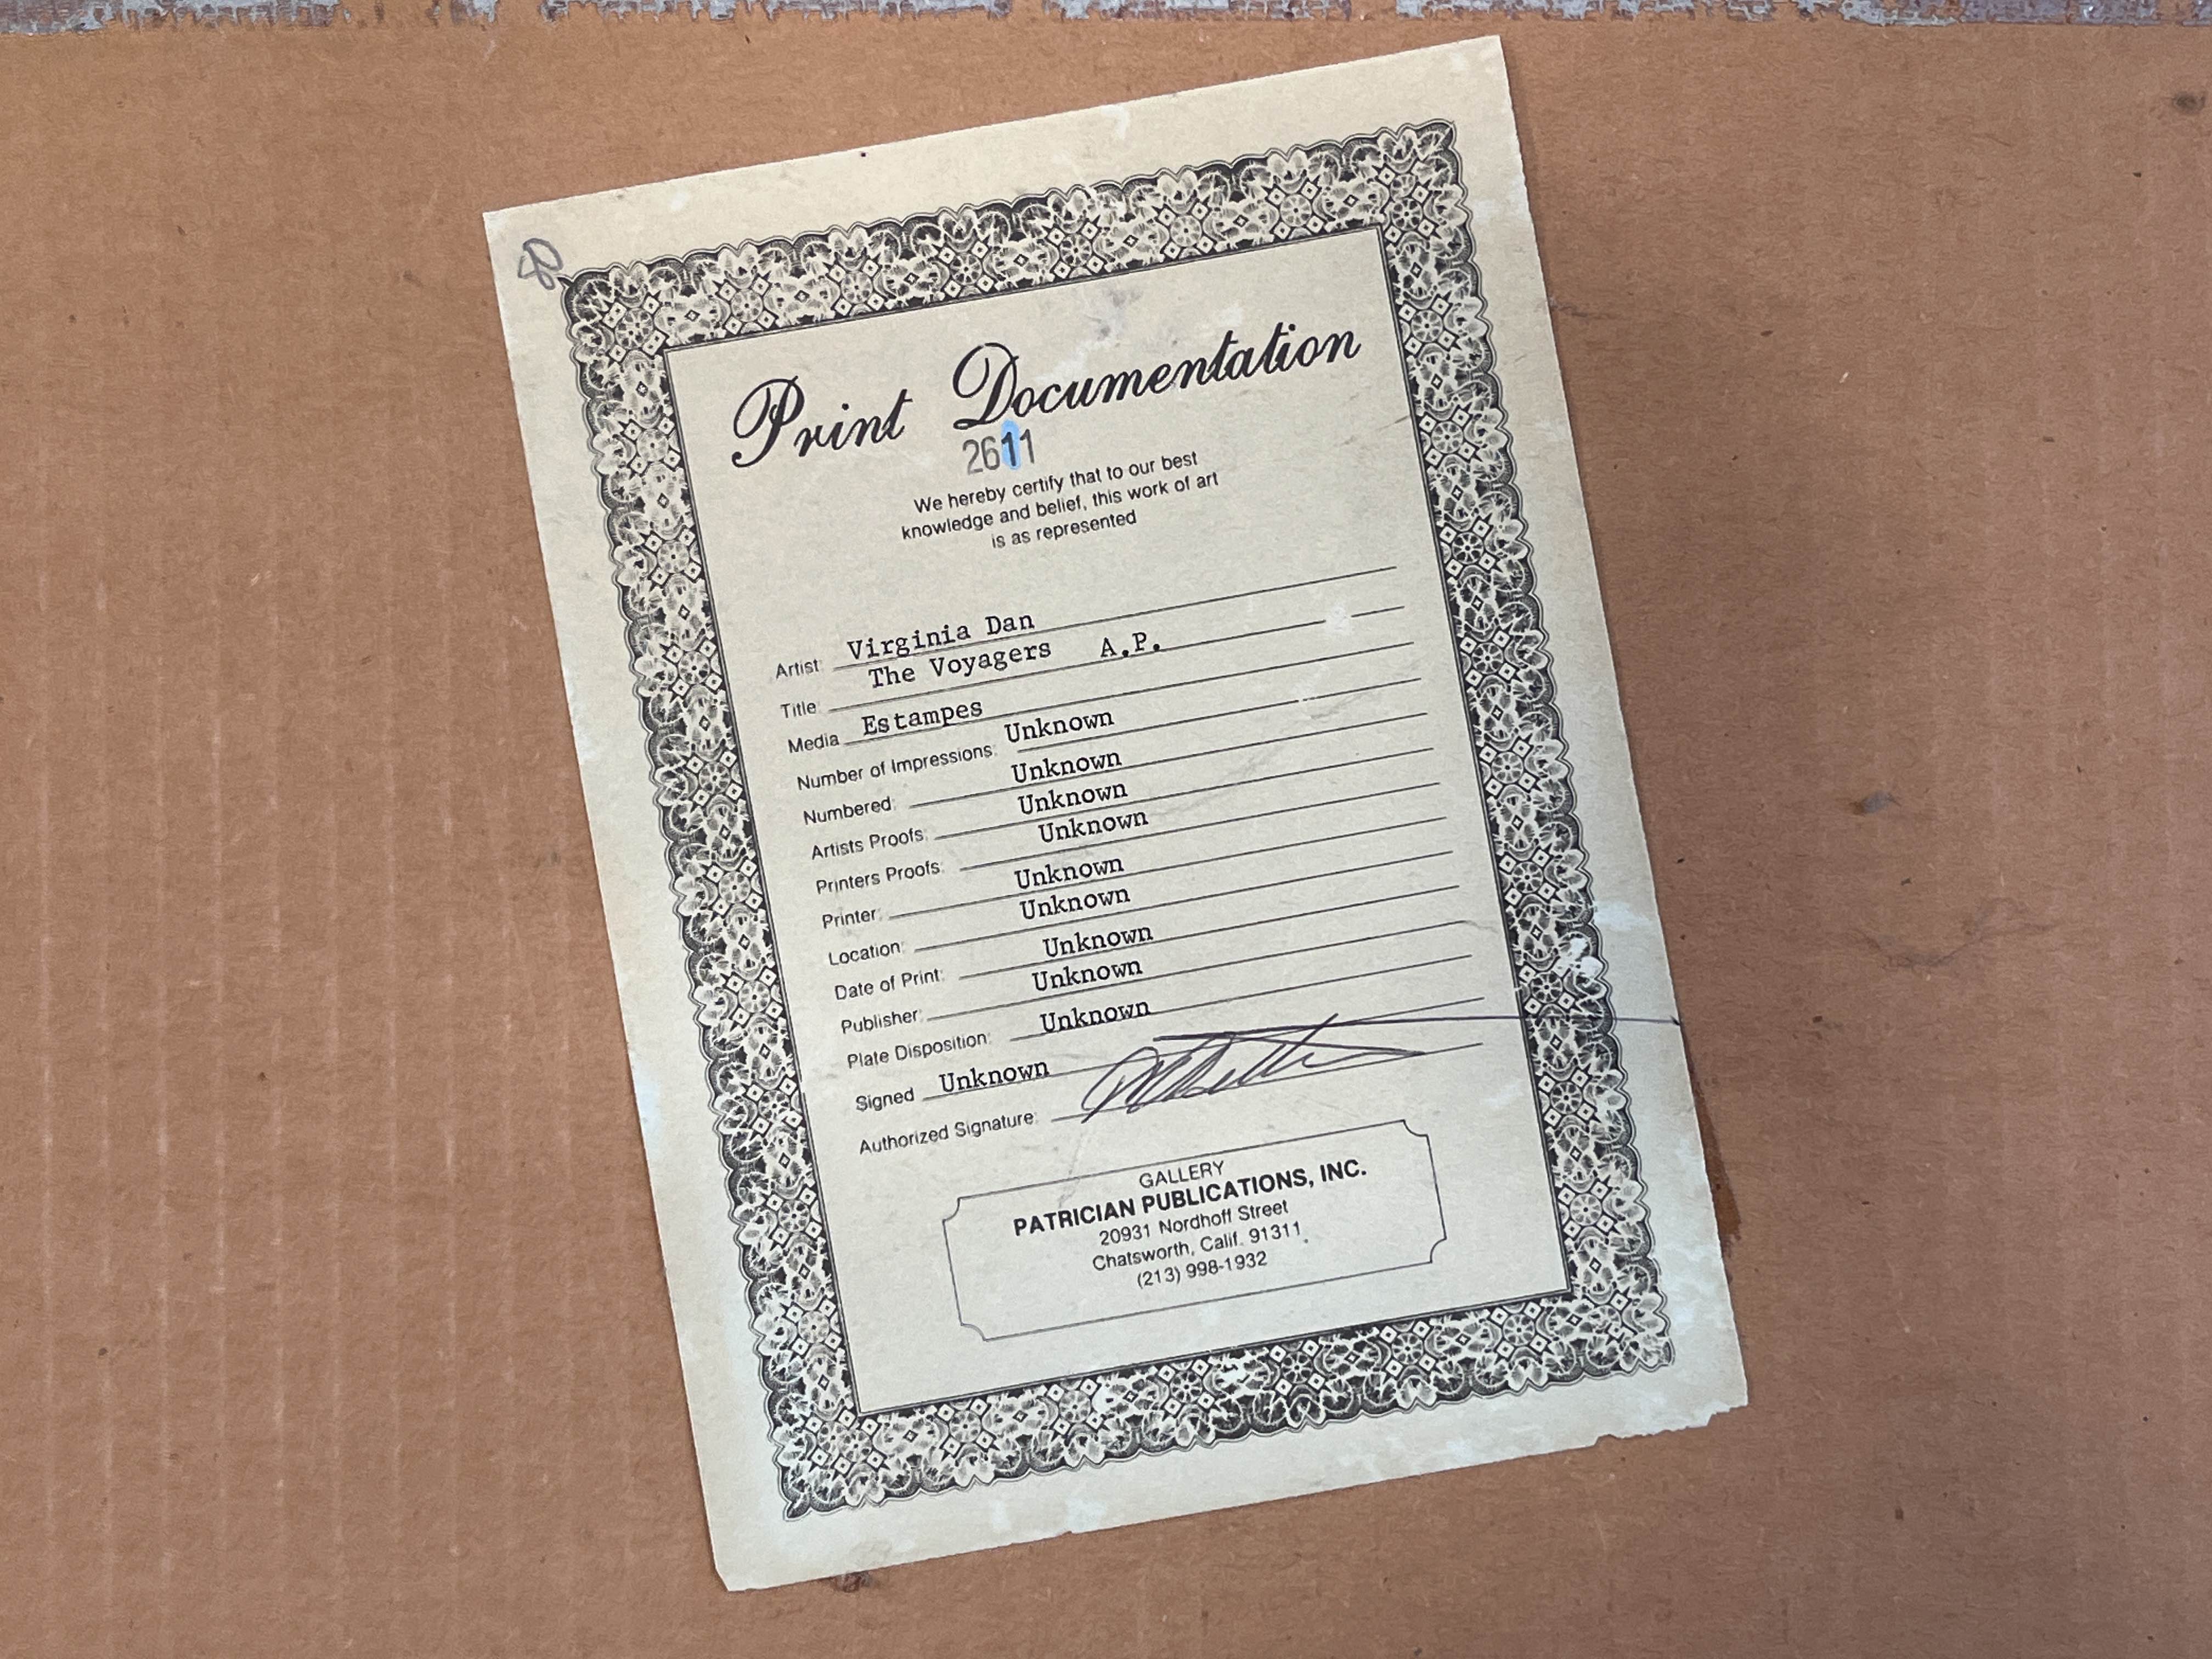 80
Print Documentation
2611
We hereby certify that to our best
knowledge and belief, this work of art
is as represented
Artist: Virginia Dan
Title: The Voyagers A.P.
Media Estampes
Number of Impressions: Unknown
Numbered: Unknown
Artists Proofs: Unknown
Printers Proofs: Unknown
Printer: Unknown
Location: Unknown
Date of Print: Unknown
Publisher: Unknown
Plate Disposition: Unknown
Signed Unknown
Authorized Signature:
GALLERY
PATRICIAN PUBLICATIONS, INC.
20931 Nordhoff Street
Chatsworth, Calif. 91311
(213) 998-1932